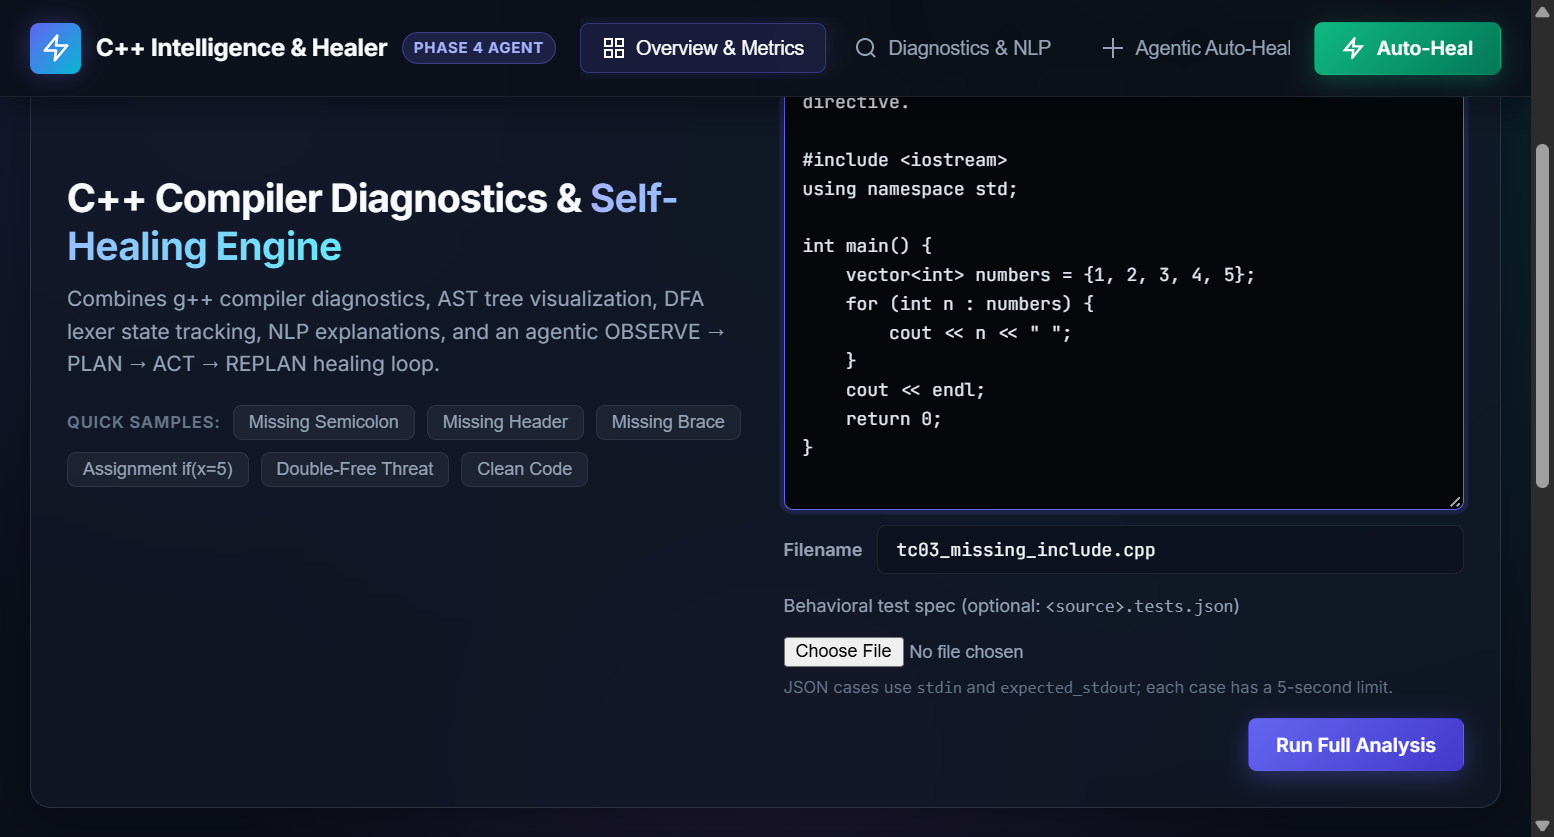 C++ Intelligence & Healer
PHASE 4 AGENT
Overview & Metrics
Diagnostics & NLP
Agentic Auto-Heal
Auto-Heal
C++ Compiler Diagnostics & Self-
Healing Engine
Combines g++ compiler diagnostics, AST tree visualization, DFA
lexer state tracking, NLP explanations, and an agentic OBSERVE →
PLAN → ACT → REPLAN healing loop.
QUICK SAMPLES:
Missing Semicolon
Missing Header
Missing Brace
Assignment if(x=5)
Double-Free Threat
Clean Code
directive.
#include <iostream>
using namespace std;
int main() {
    vector<int> numbers = {1, 2, 3, 4, 5};
    for (int n : numbers) {
        cout << n << " ";
    }
    cout << endl;
    return 0;
}
Filename
tc03_missing_include.cpp
Behavioral test spec (optional: <source>.tests.json)
Choose File No file chosen
JSON cases use stdin and expected_stdout; each case has a 5-second limit.
Run Full Analysis